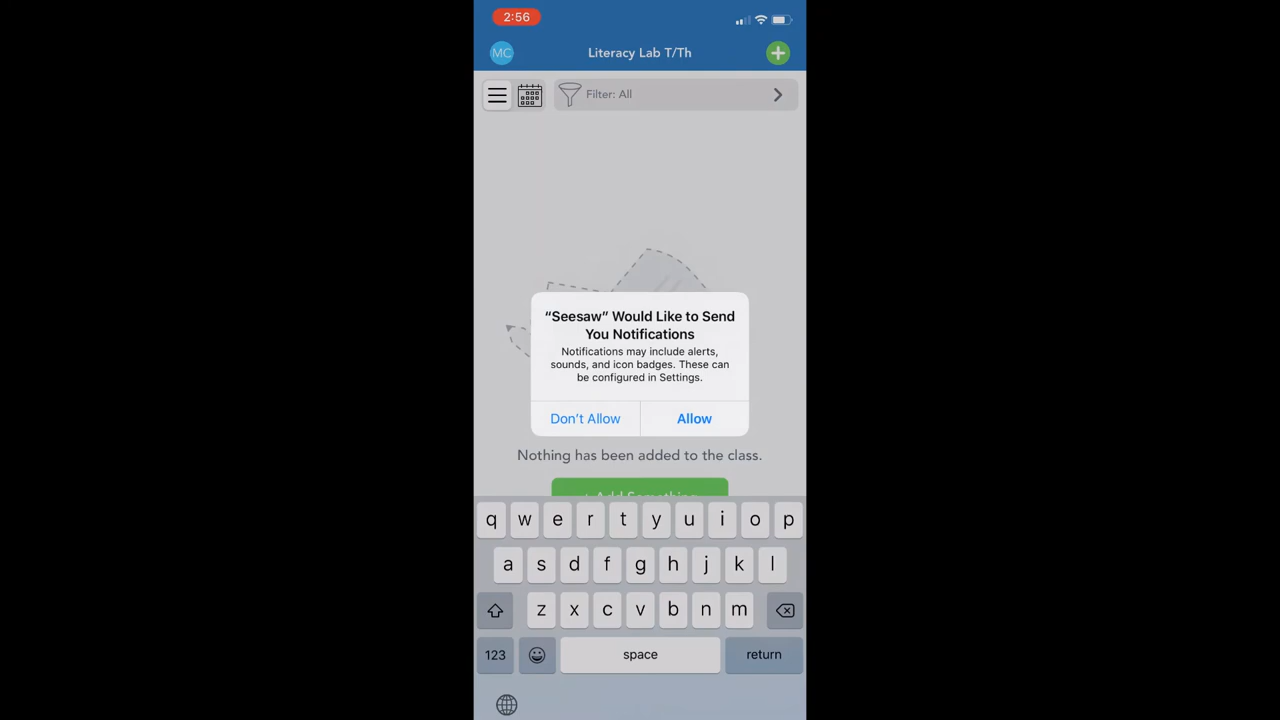 2:56
MC
Literacy Lab T/Th
Filter: All
“Seesaw” Would Like to Send
You Notifications
Notifications may include alerts,
sounds, and icon badges. These can
be configured in Settings.
Don’t Allow
Allow
Nothing has been added to the class.
+ Add Something
q w e r t y u i o p
a s d f g h j k l
z x c v b n m
123
space
return